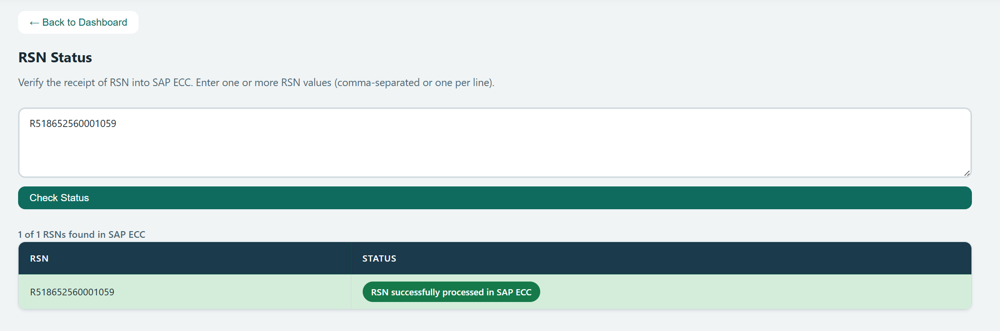 ← Back to Dashboard
RSN Status
Verify the receipt of RSN into SAP ECC. Enter one or more RSN values (comma-separated or one per line).
R518652560001059
Check Status
1 of 1 RSNs found in SAP ECC
RSN STATUS
R518652560001059 RSN successfully processed in SAP ECC